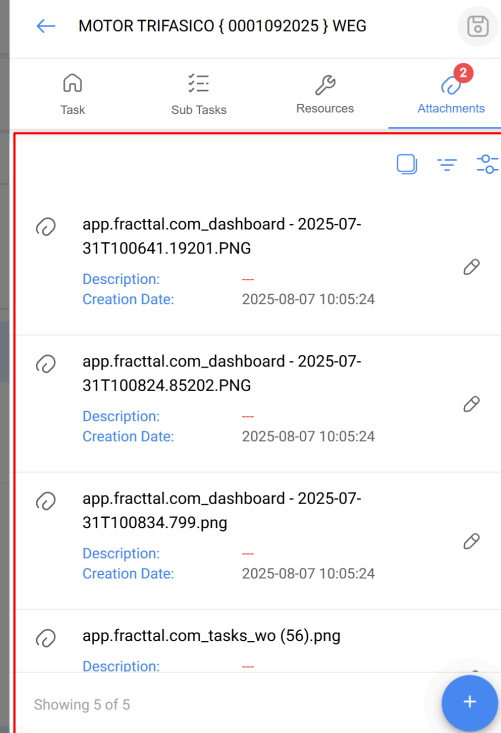 MOTOR TRIFASICO { 0001092025 } WEG
2
Task
Sub Tasks
Resources
Attachments
app.fracttal.com_dashboard - 2025-07-
31T100641.19201.PNG
Description: ---
Creation Date: 2025-08-07 10:05:24
app.fracttal.com_dashboard - 2025-07-
31T100824.85202.PNG
Description: ---
Creation Date: 2025-08-07 10:05:24
app.fracttal.com_dashboard - 2025-07-
31T100834.799.png
Description: ---
Creation Date: 2025-08-07 10:05:24
app.fracttal.com_tasks_wo (56).png
Description: ---
Showing 5 of 5
+